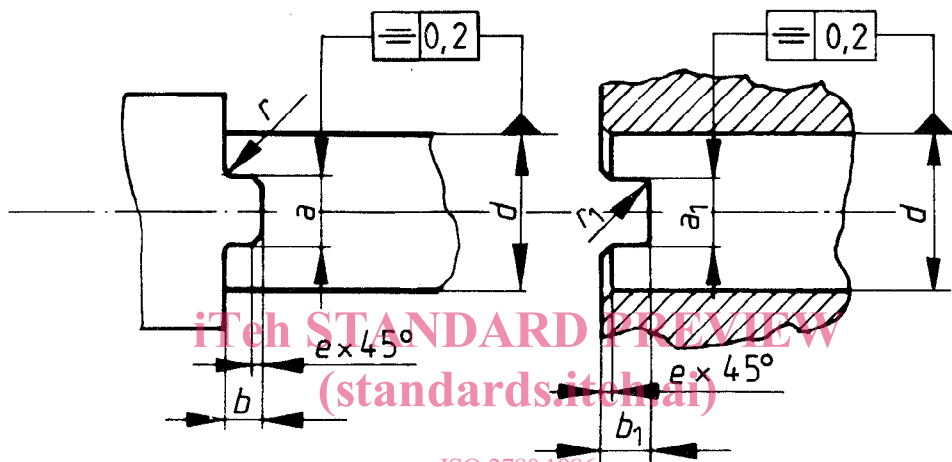 ⌯ 0,2
⌯ 0,2
r
a
d
r₁
a₁
d
iTeh STANDARD PREVIEW
e×45°
e×45°
(standards.iteh.ai)
b
b₁